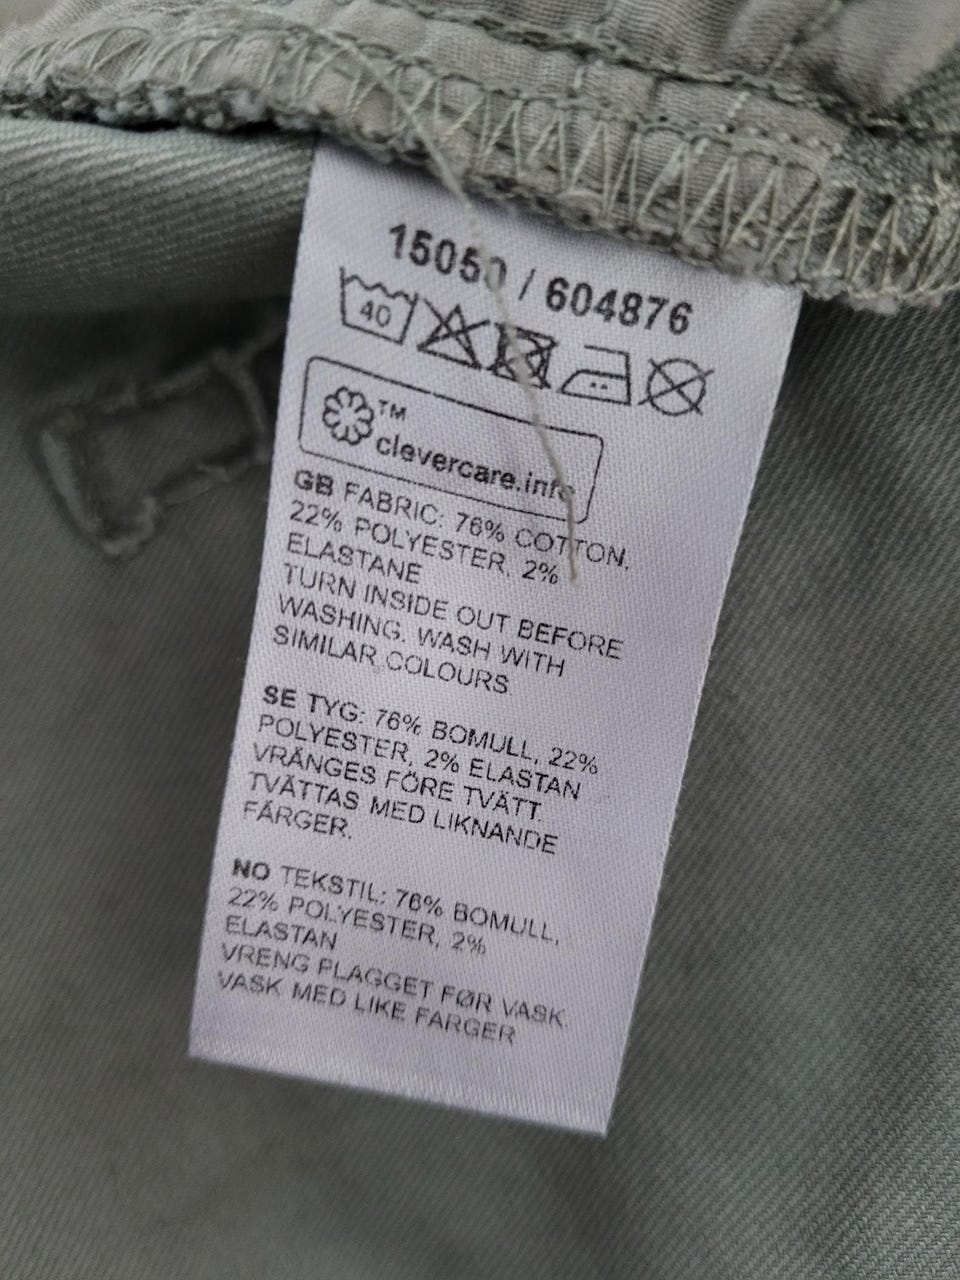 15050 / 604876
40
TM
clevercare.info
GB FABRIC: 76% COTTON,
22% POLYESTER, 2%
ELASTANE
TURN INSIDE OUT BEFORE
WASHING. WASH WITH
SIMILAR COLOURS
SE TYG: 76% BOMULL, 22%
POLYESTER, 2% ELASTAN
VRÄNGES FÖRE TVÄTT.
TVÄTTAS MED LIKNANDE
FÄRGER.
NO TEKSTIL: 76% BOMULL,
22% POLYESTER, 2%
ELASTAN
VRENG PLAGGET FØR VASK.
VASK MED LIKE FARGER